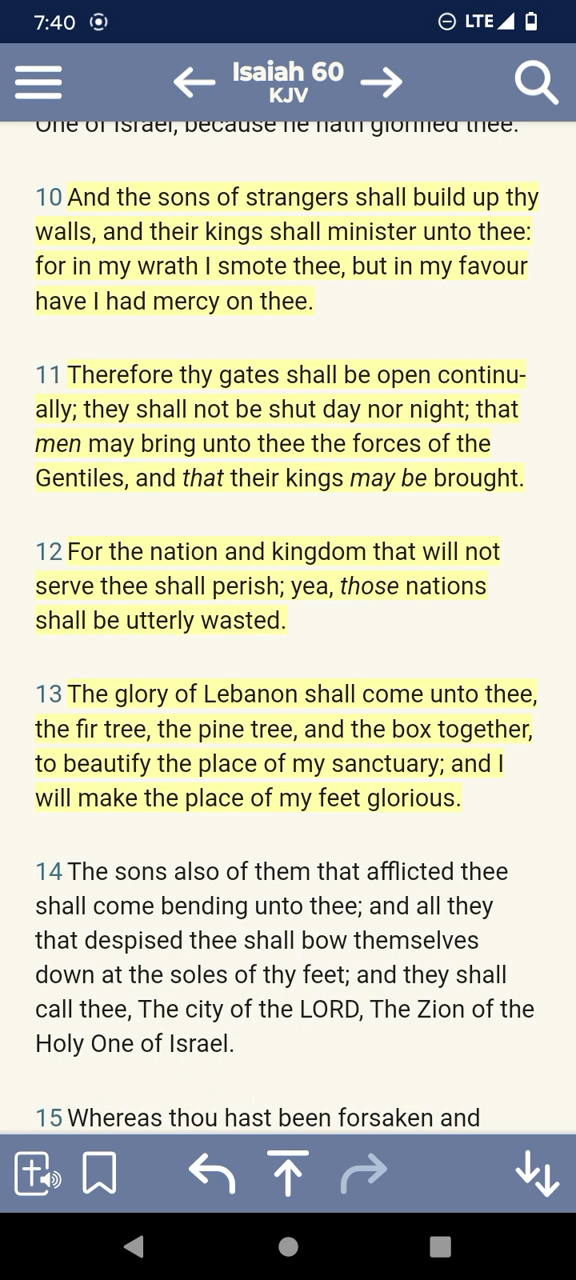 7:40
LTE
Isaiah 60
KJV
One of Israel, because he hath glorified thee.
10 And the sons of strangers shall build up thy
walls, and their kings shall minister unto thee:
for in my wrath I smote thee, but in my favour
have I had mercy on thee.
11 Therefore thy gates shall be open continu-
ally; they shall not be shut day nor night; that
men may bring unto thee the forces of the
Gentiles, and that their kings may be brought.
12 For the nation and kingdom that will not
serve thee shall perish; yea, those nations
shall be utterly wasted.
13 The glory of Lebanon shall come unto thee,
the fir tree, the pine tree, and the box together,
to beautify the place of my sanctuary; and I
will make the place of my feet glorious.
14 The sons also of them that afflicted thee
shall come bending unto thee; and all they
that despised thee shall bow themselves
down at the soles of thy feet; and they shall
call thee, The city of the LORD, The Zion of the
Holy One of Israel.
15 Whereas thou hast been forsaken and